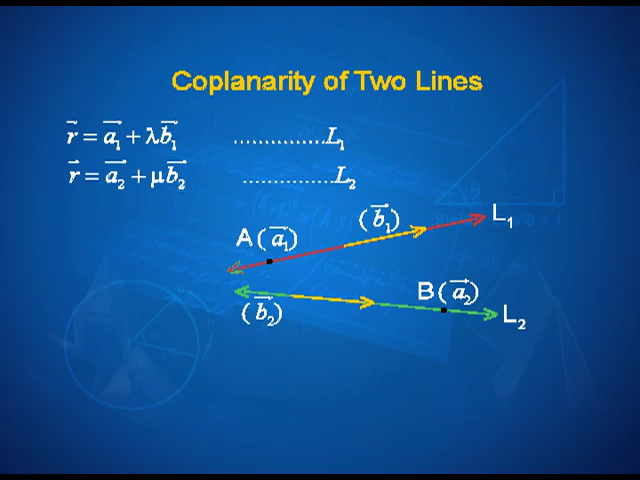 Coplanarity of Two Lines
r⃗ = a⃗₁ + λb⃗₁ ...............L₁
r⃗ = a⃗₂ + μb⃗₂ ...............L₂
(b⃗₁) L₁
A(a⃗₁)
B(a⃗₂)
(b⃗₂) L₂